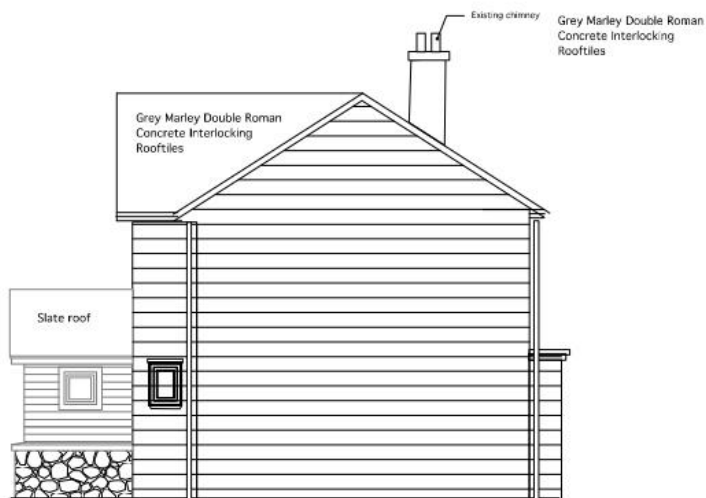 Existing chimney
Grey Marley Double Roman
Concrete Interlocking
Rooftiles
Grey Marley Double Roman
Concrete Interlocking
Rooftiles
Slate roof